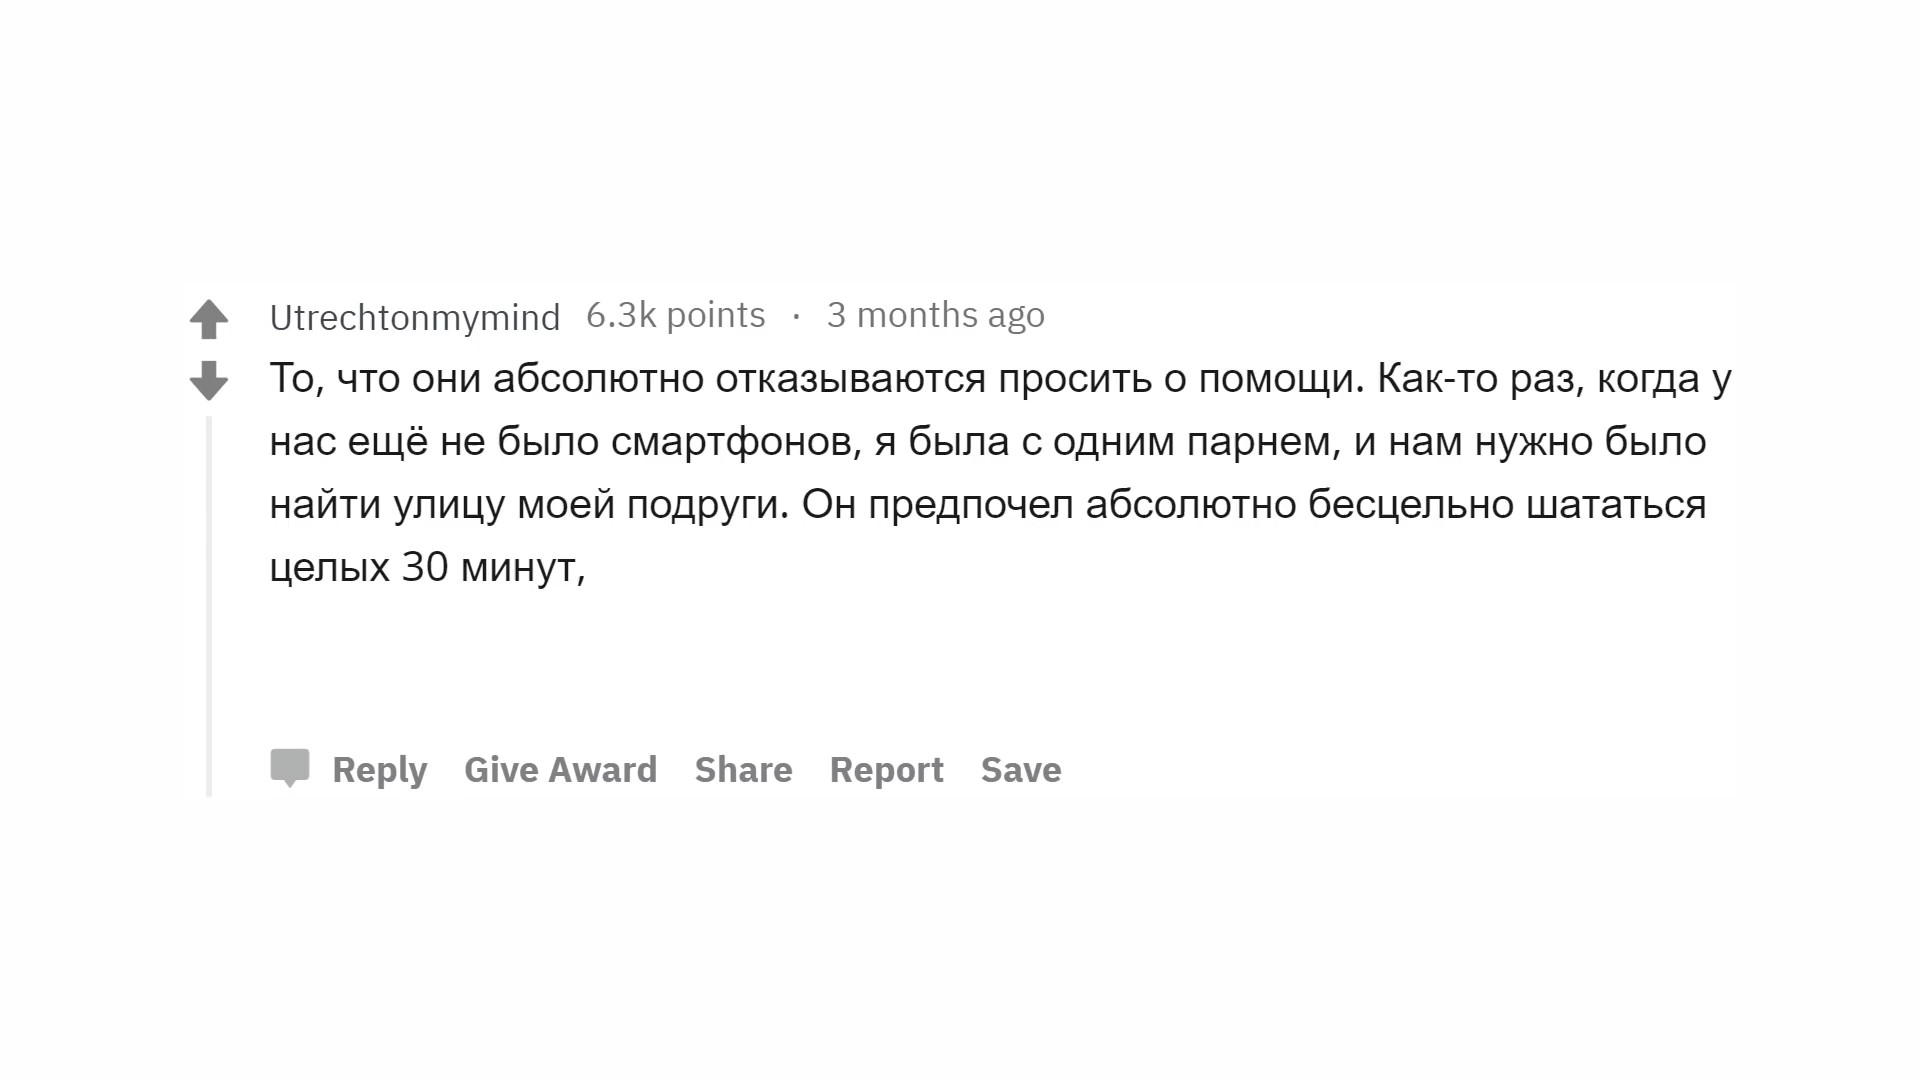 Utrechtonmymind 6.3k points · 3 months ago
То, что они абсолютно отказываются просить о помощи. Как-то раз, когда у
нас ещё не было смартфонов, я была с одним парнем, и нам нужно было
найти улицу моей подруги. Он предпочел абсолютно бесцельно шататься
целых 30 минут,
Reply Give Award Share Report Save